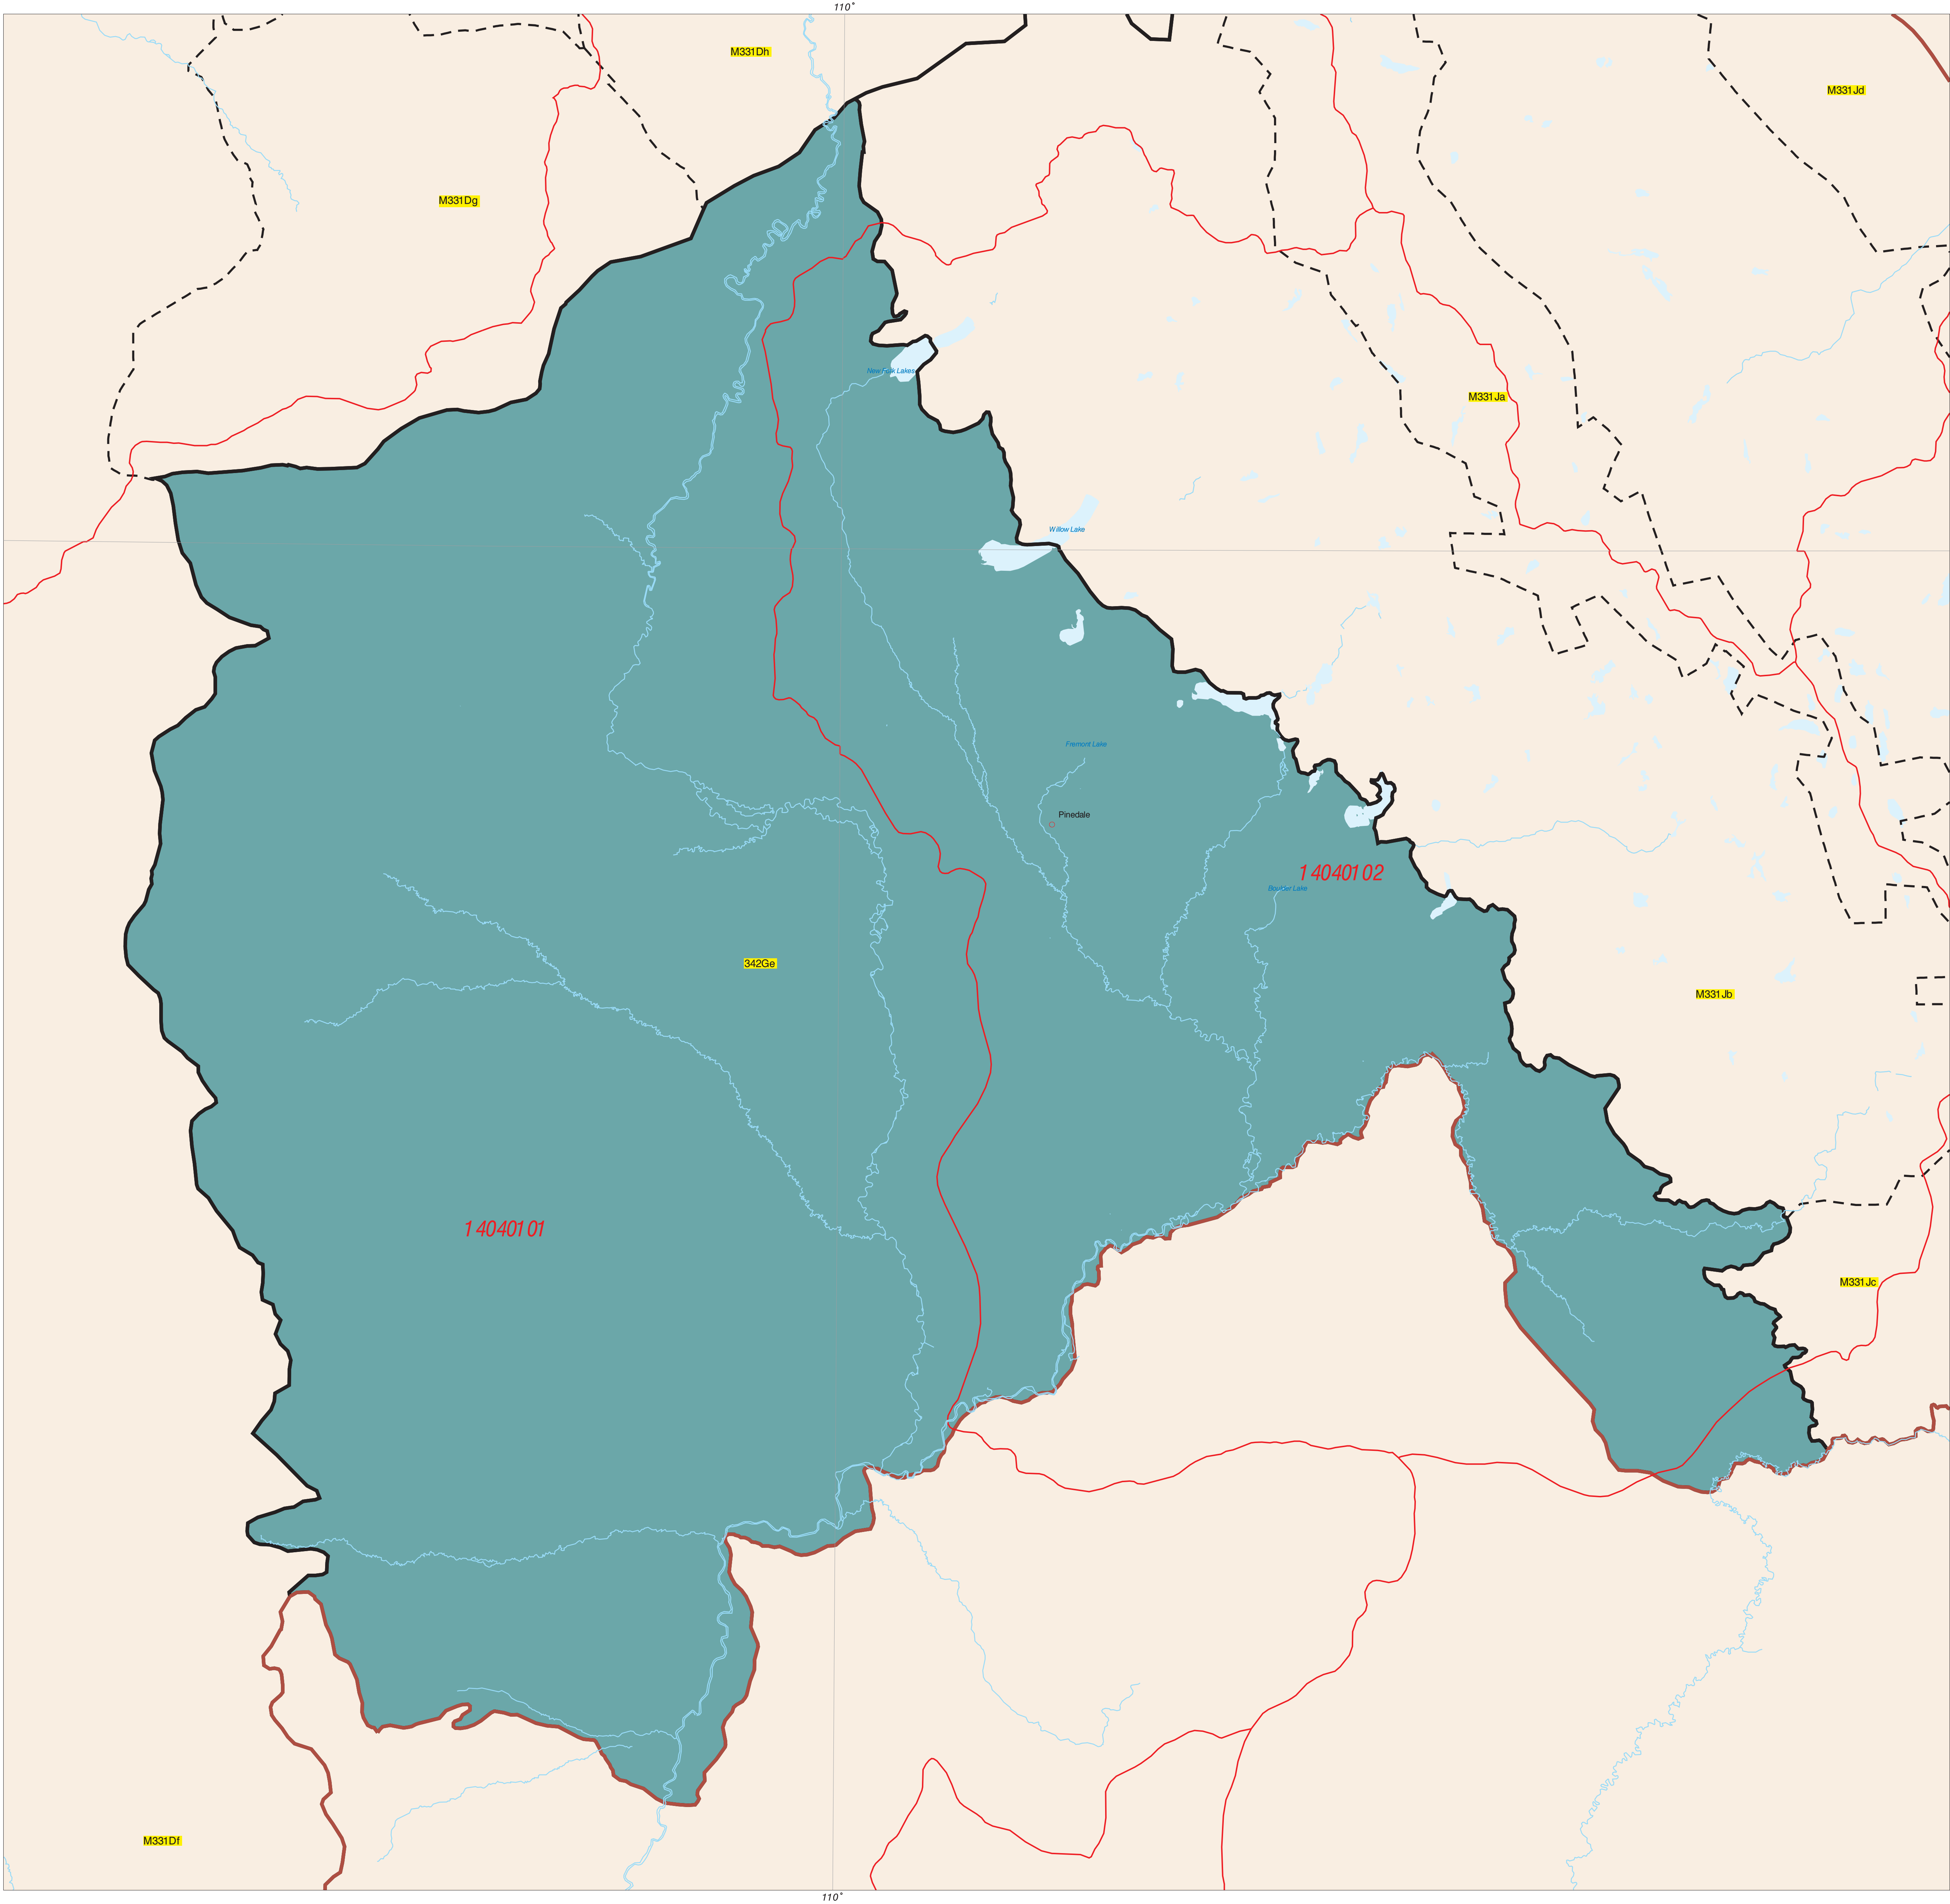 110°
M331Dh
M331Jd
M331Dg
New Fork Lakes
M331Ja
Willow Lake
Fremont Lake
Pinedale
14040102
Boulder Lake
342Ge
M331Jb
14040101
M331Jc
M331Df
110°